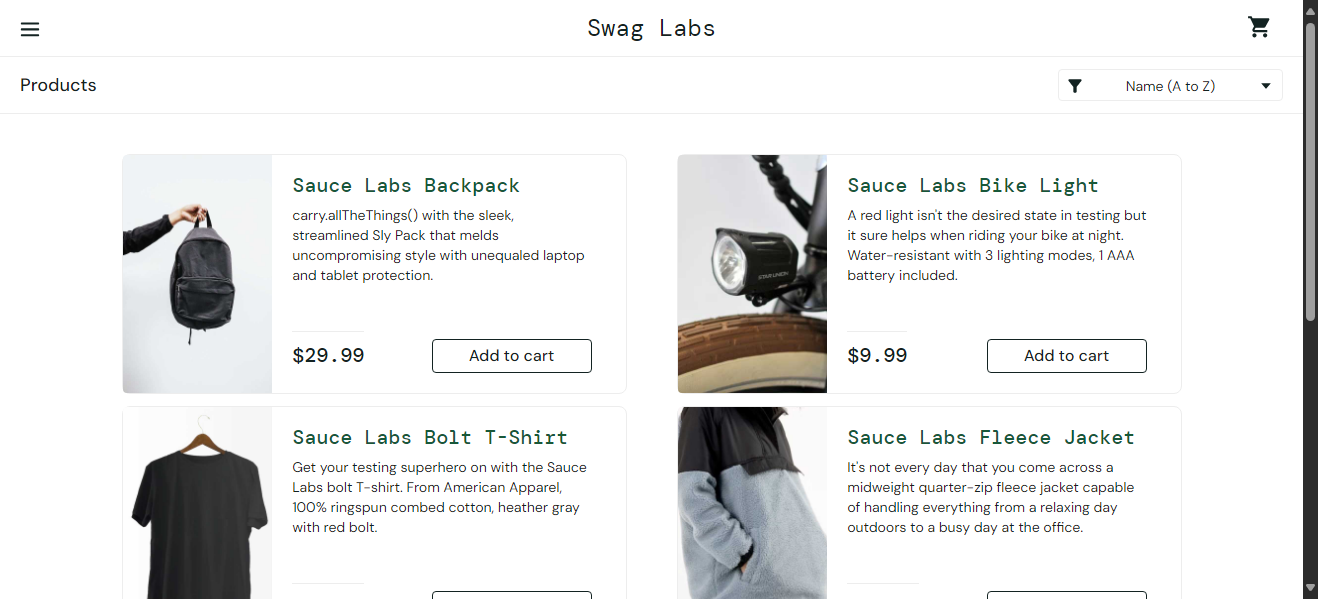 Swag Labs
Products
Name (A to Z)
Sauce Labs Backpack
carry.allTheThings() with the sleek,
streamlined Sly Pack that melds
uncompromising style with unequaled laptop
and tablet protection.
$29.99
Add to cart
Sauce Labs Bike Light
A red light isn't the desired state in testing but
it sure helps when riding your bike at night.
Water-resistant with 3 lighting modes, 1 AAA
battery included.
$9.99
Add to cart
STAR UNION
Sauce Labs Bolt T-Shirt
Get your testing superhero on with the Sauce
Labs bolt T-shirt. From American Apparel,
100% ringspun combed cotton, heather gray
with red bolt.
Sauce Labs Fleece Jacket
It's not every day that you come across a
midweight quarter-zip fleece jacket capable
of handling everything from a relaxing day
outdoors to a busy day at the office.